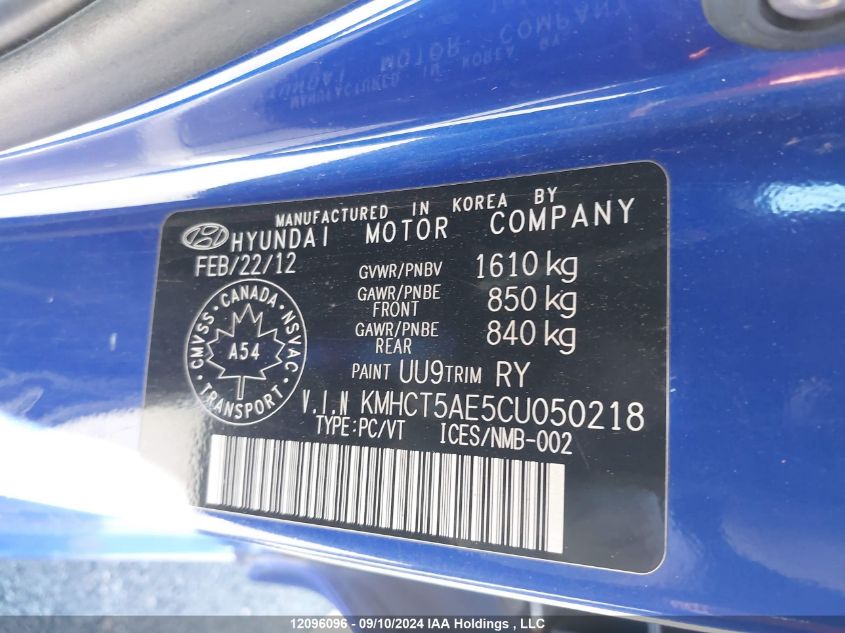 MANUFACTURED IN KOREA BY
HYUNDAI MOTOR COMPANY
FEB/22/12
GVWR/PNBV 1610 kg
GAWR/PNBE FRONT 850 kg
GAWR/PNBE REAR 840 kg
CMVSS · CANADA · NSVAC
A54
TRANSPORT
PAINT UU9 TRIM RY
V.I.N KMHCT5AE5CU050218
TYPE:PC/VT ICES/NMB-002
12096096 - 09/10/2024 IAA Holdings , LLC